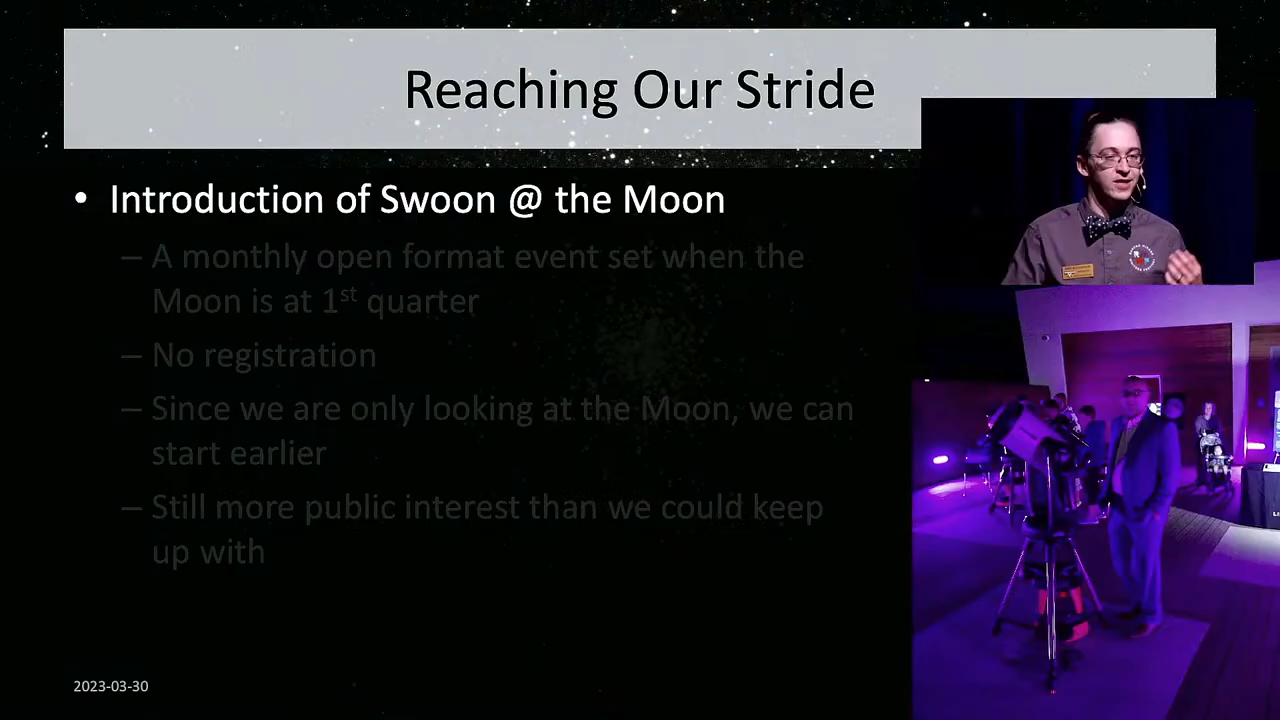 Reaching Our Stride
• Introduction of Swoon @ the Moon
– A monthly open format event set when the
Moon is at 1st quarter
– No registration
– Since we are only looking at the Moon, we can
start earlier
– Still more public interest than we could keep
up with
2023-03-30